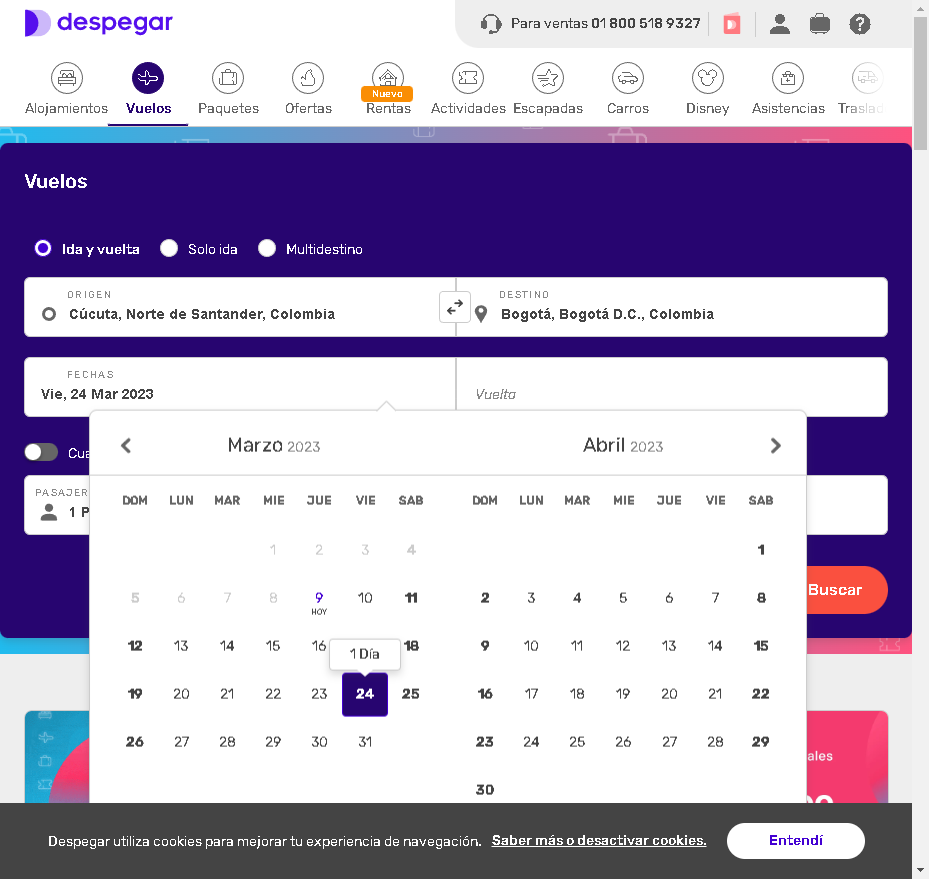 despegar
Para ventas 01 800 518 9327
Alojamientos
Vuelos
Paquetes
Ofertas
Nuevo
Rentas
Actividades
Escapadas
Carros
Disney
Asistencias
Vuelos
Ida y vuelta
Solo ida
Multidestino
ORIGEN
Cúcuta, Norte de Santander, Colombia
DESTINO
Bogotá, Bogotá D.C., Colombia
FECHAS
Vie, 24 Mar 2023
Vuelta
Marzo 2023
Abril 2023
DOM LUN MAR MIE JUE VIE SAB
DOM LUN MAR MIE JUE VIE SAB
1 2 3 4
1
5 6 7 8 9 10 11
HOY
2 3 4 5 6 7 8
12 13 14 15 16 18
9 10 11 12 13 14 15
1 Día
19 20 21 22 23 24 25
16 17 18 19 20 21 22
26 27 28 29 30 31
23 24 25 26 27 28 29
30
1
Buscar
Despegar utiliza cookies para mejorar tu experiencia de navegación. Saber más o desactivar cookies.
Entendí